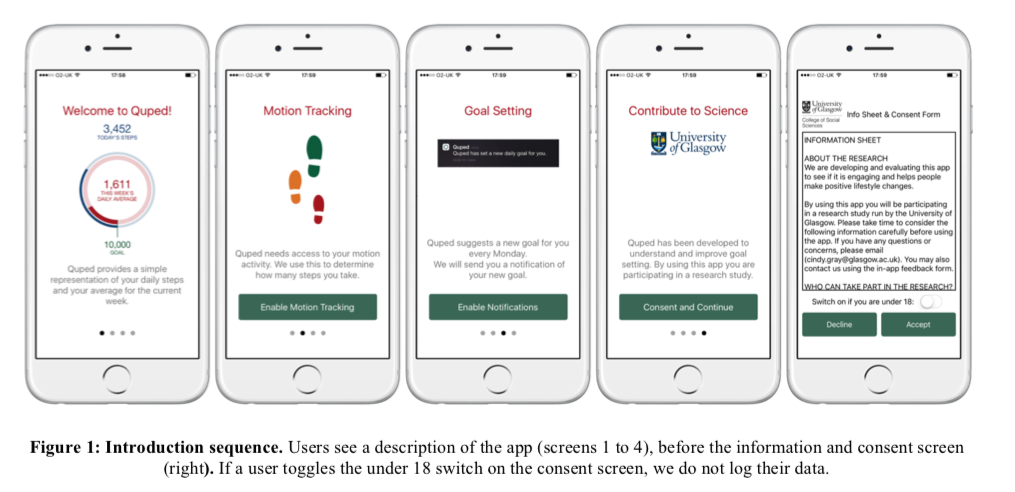 ●●●○○ O2-UK 17:58
Welcome to Quped!
3,452
TODAY'S STEPS
1,611
THIS WEEK'S
DAILY AVERAGE
10,000
GOAL
Quped provides a simple
representation of your daily steps
and your average for the current
week.
●●●○○ O2-UK 17:59
Motion Tracking
Quped needs access to your motion
activity. We use this to determine
how many steps you take.
Enable Motion Tracking
●●●○○ O2-UK 17:59
Goal Setting
Quped
Quped has set a new daily goal for you.
Quped suggests a new goal for you
every Monday.
We will send you a notification of
your new goal.
Enable Notifications
●●●○○ O2-UK 17:59
Contribute to Science
University
of Glasgow
Quped has been developed to
understand and improve goal
setting. By using this app you are
participating in a research study.
Consent and Continue
●●●○○ O2-UK 17:59
University
of Glasgow
College of Social
Sciences
Info Sheet & Consent Form
INFORMATION SHEET
ABOUT THE RESEARCH
We are developing and evaluating this app
to see if it is engaging and helps people
make positive lifestyle changes.
By using this app you will be participating
in a research study run by the University of
Glasgow. Please take time to consider the
following information carefully before using
the app. If you have any questions or
concerns, please email
(cindy.gray@glasgow.ac.uk). You may also
contact us using the in-app feedback form.
WHO CAN TAKE PART IN THE RESEARCH?
Switch on if you are under 18:
Decline
Accept
Figure 1: Introduction sequence. Users see a description of the app (screens 1 to 4), before the information and consent screen
(right). If a user toggles the under 18 switch on the consent screen, we do not log their data.